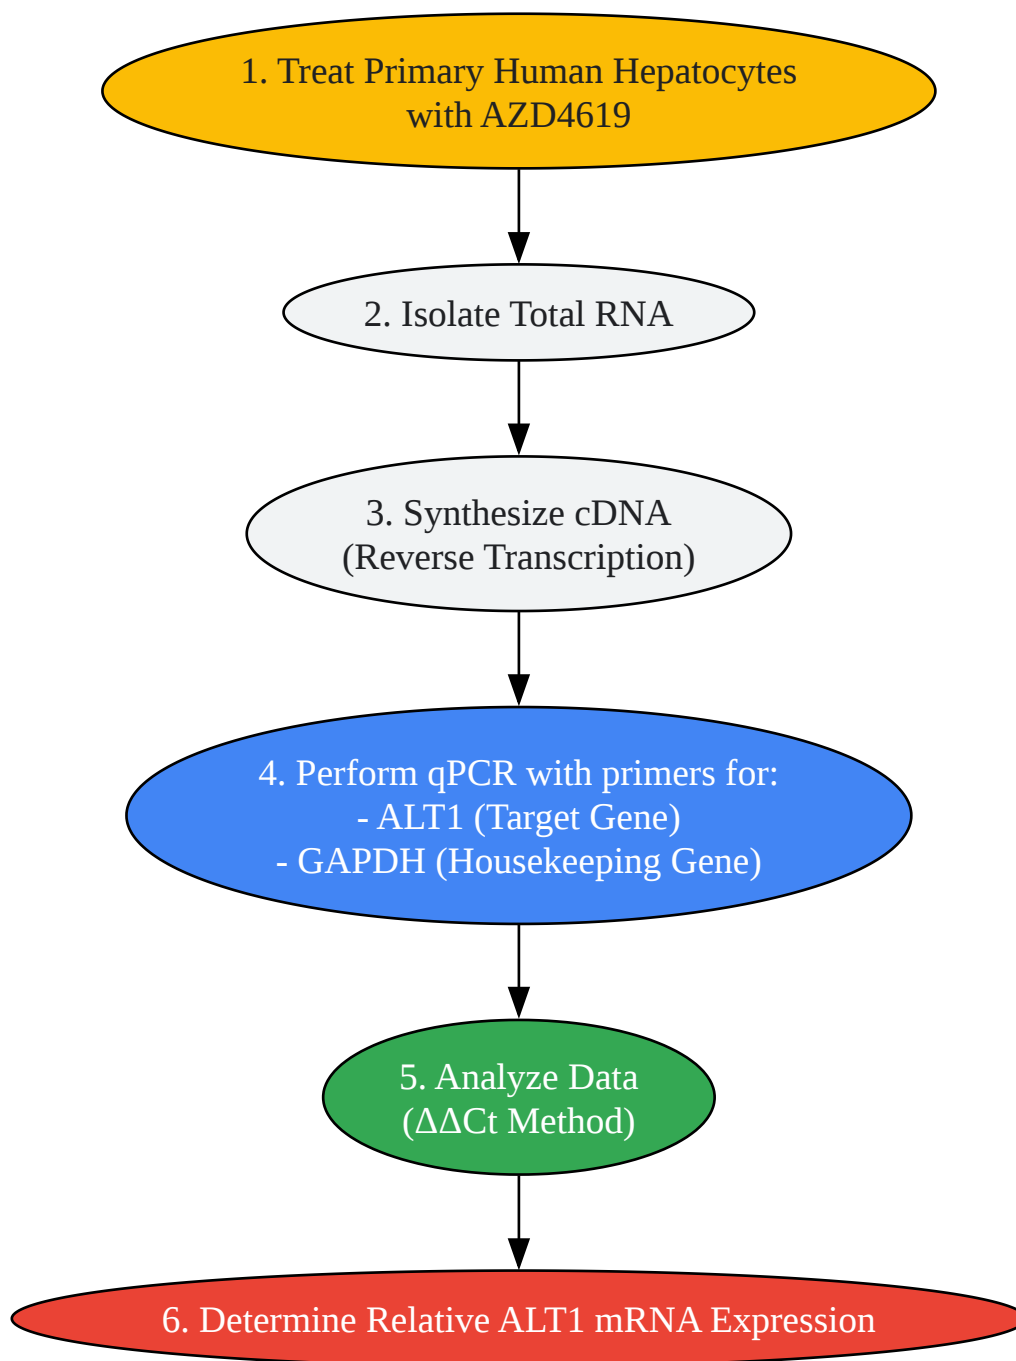 1. Treat Primary Human Hepatocytes
with AZD4619
2. Isolate Total RNA
3. Synthesize cDNA
(Reverse Transcription)
4. Perform qPCR with primers for:
- ALT1 (Target Gene)
- GAPDH (Housekeeping Gene)
5. Analyze Data
(ΔΔCt Method)
6. Determine Relative ALT1 mRNA Expression